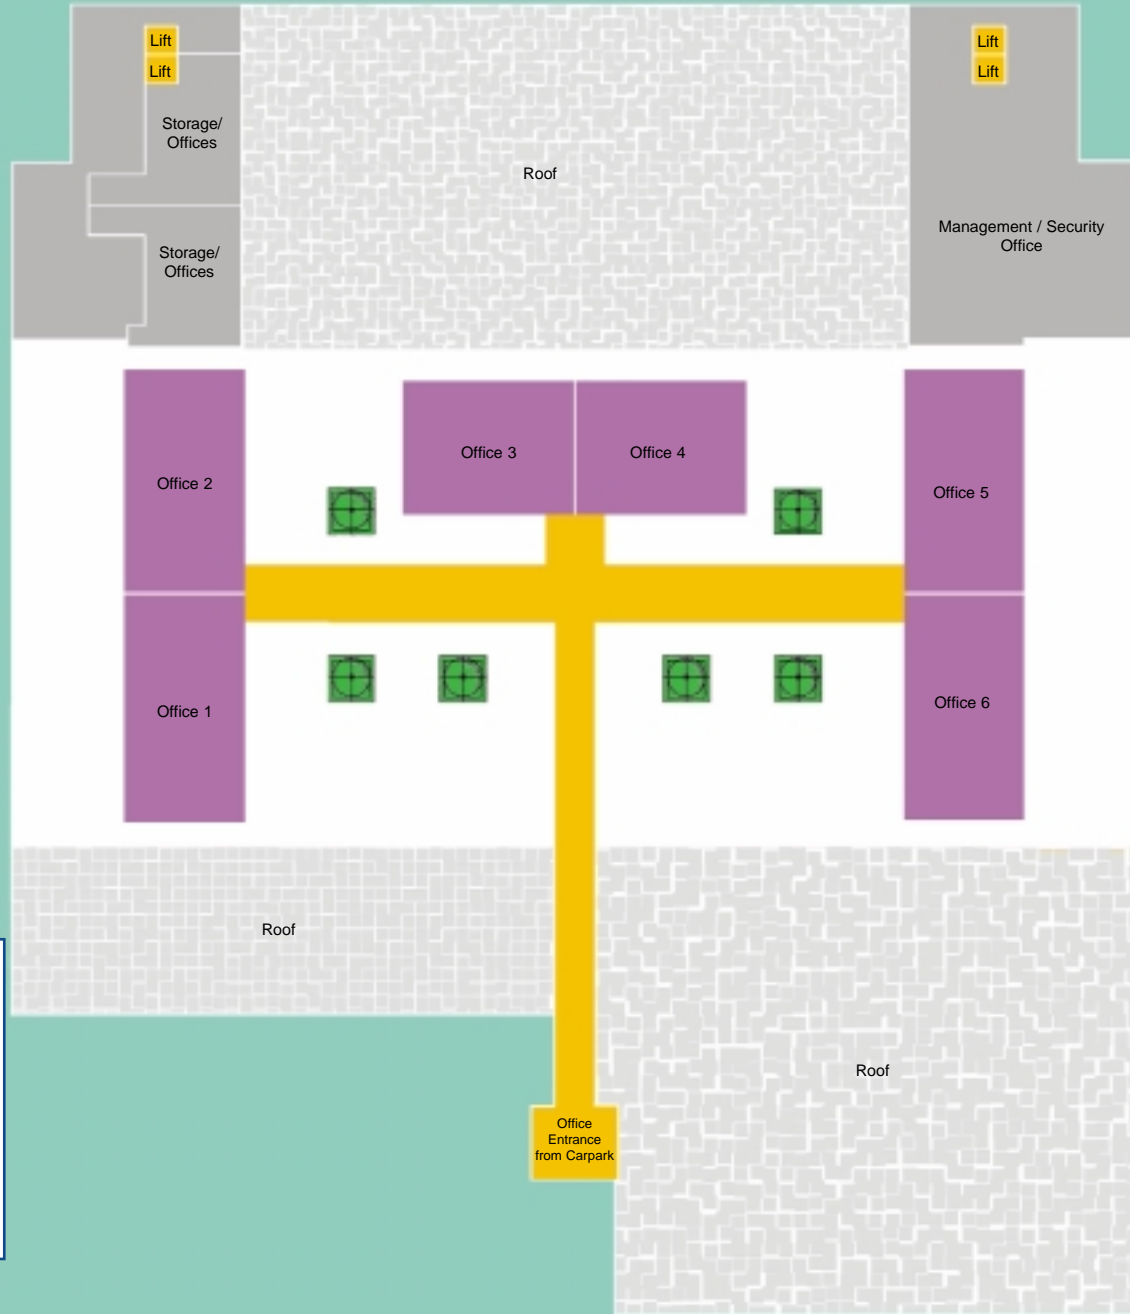 Lift
Lift
Lift
Lift
Storage/
Offices
Roof
Management / Security
Office
Storage/
Offices
Office 3
Office 4
Office 2
Office 5
Office 6
Office 1
Roof
Roof
Office
Entrance
from Carpark